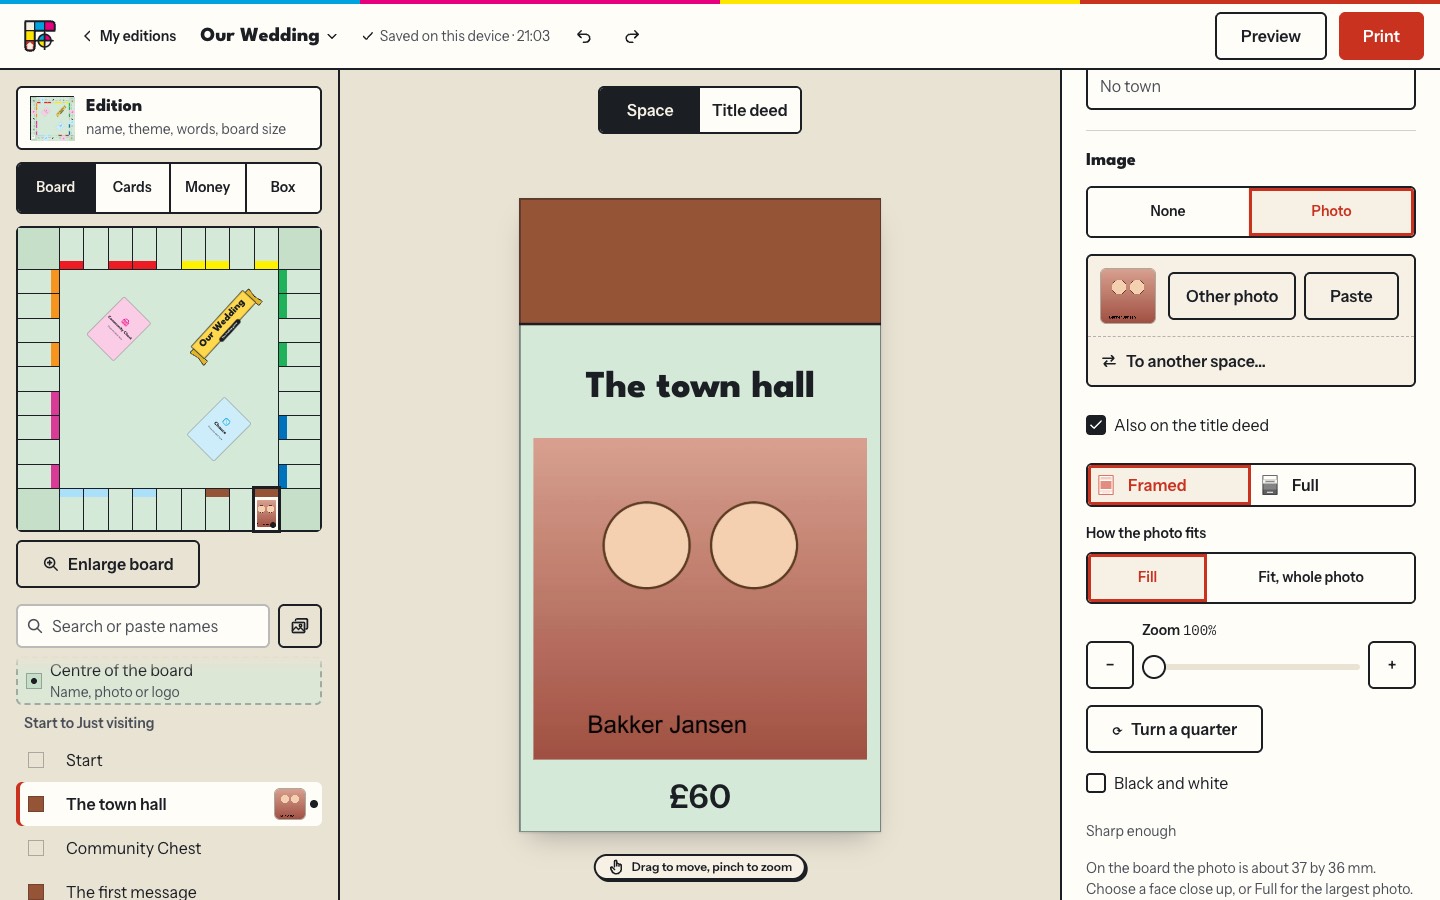 My editions
Our Wedding
Saved on this device · 21:03
Preview
Print
Edition
name, theme, words, board size
Board
Cards
Money
Box
Community Chest
Our Wedding
Chance
Enlarge board
Search or paste names
Centre of the board
Name, photo or logo
Start to Just visiting
Start
The town hall
Community Chest
The first message
Space
Title deed
The town hall
Bakker Jansen
£60
Drag to move, pinch to zoom
No town
Image
None
Photo
Other photo
Paste
To another space...
Also on the title deed
Framed
Full
How the photo fits
Fill
Fit, whole photo
Zoom 100%
−
+
Turn a quarter
Black and white
Sharp enough
On the board the photo is about 37 by 36 mm.
Choose a face close up, or Full for the largest photo.